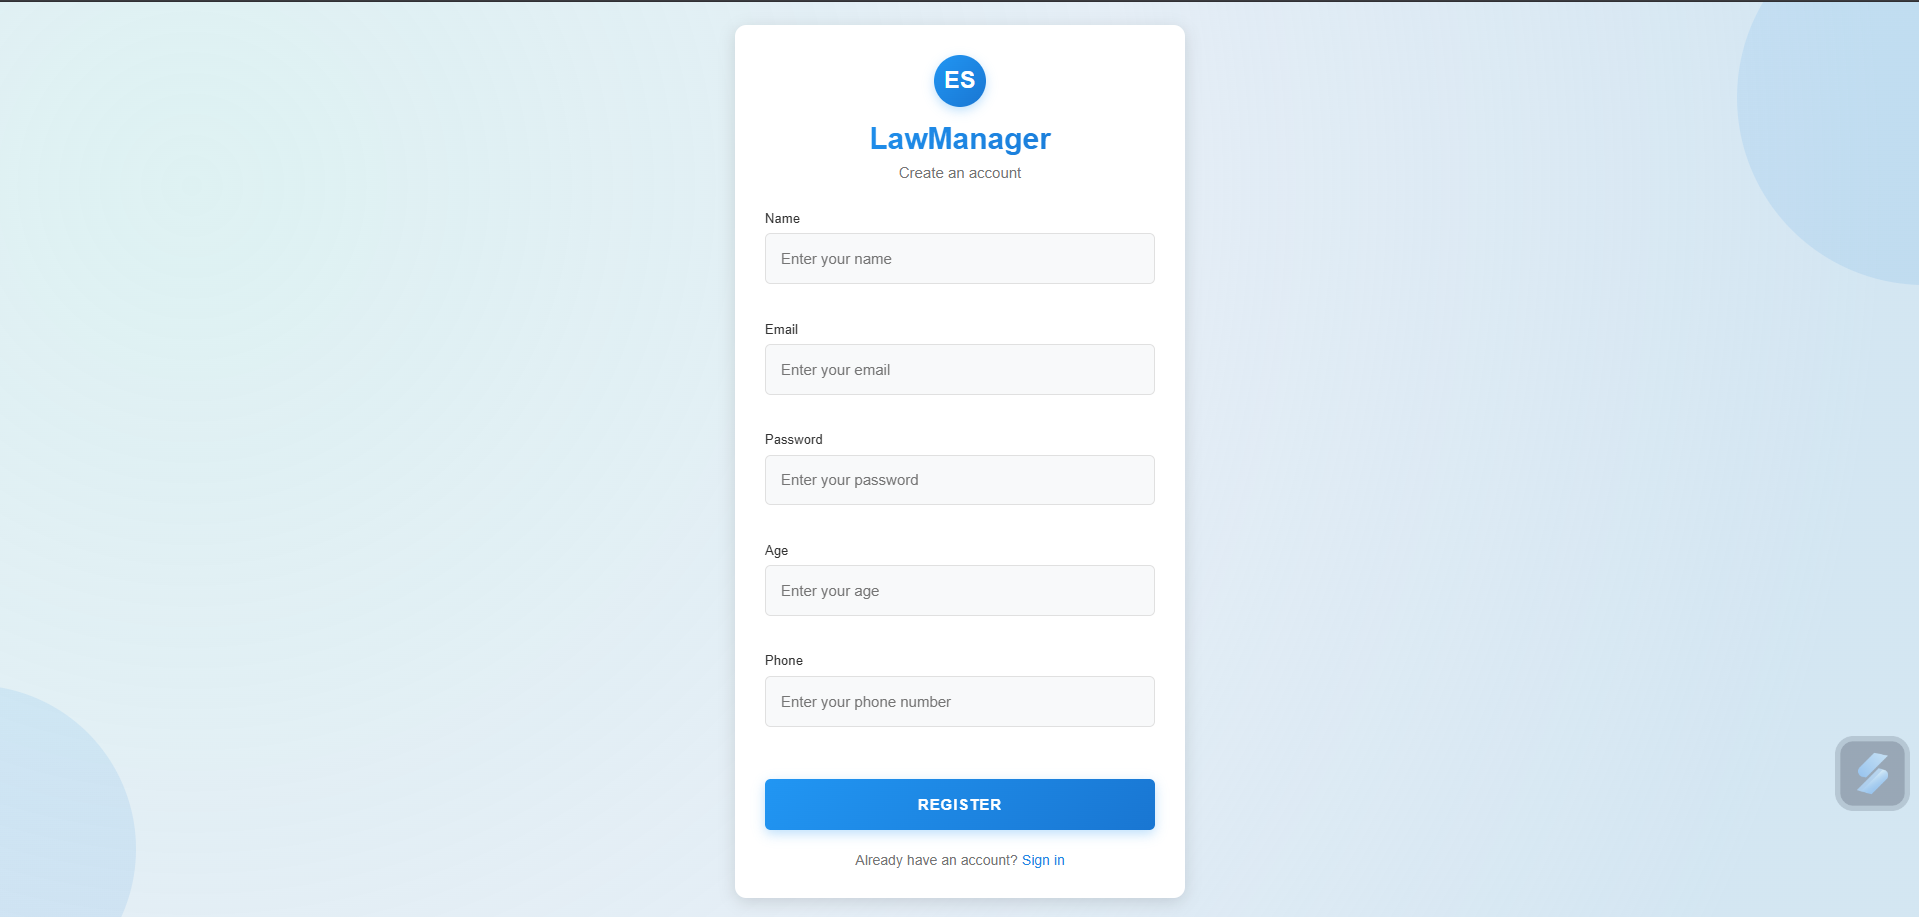 ES
LawManager
Create an account
Name
Enter your name
Email
Enter your email
Password
Enter your password
Age
Enter your age
Phone
Enter your phone number
REGISTER
Already have an account? Sign in